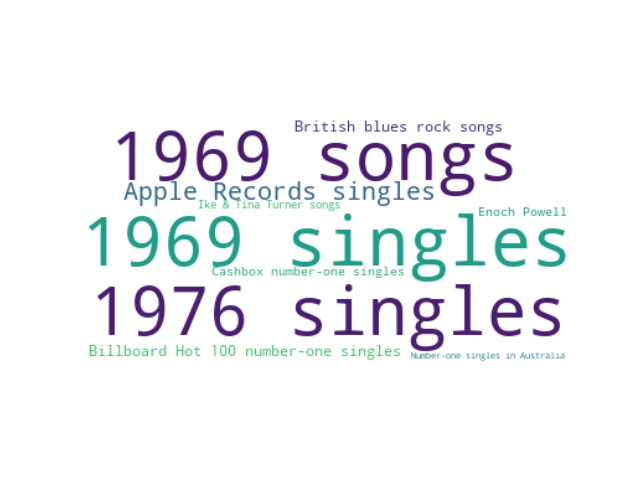 British blues rock songs
1969 songs
Apple Records singles
Ike & Tina Turner songs
Enoch Powell
1969 singles
Cashbox number-one singles
1976 singles
Billboard Hot 100 number-one singles
Number-one singles in Australia